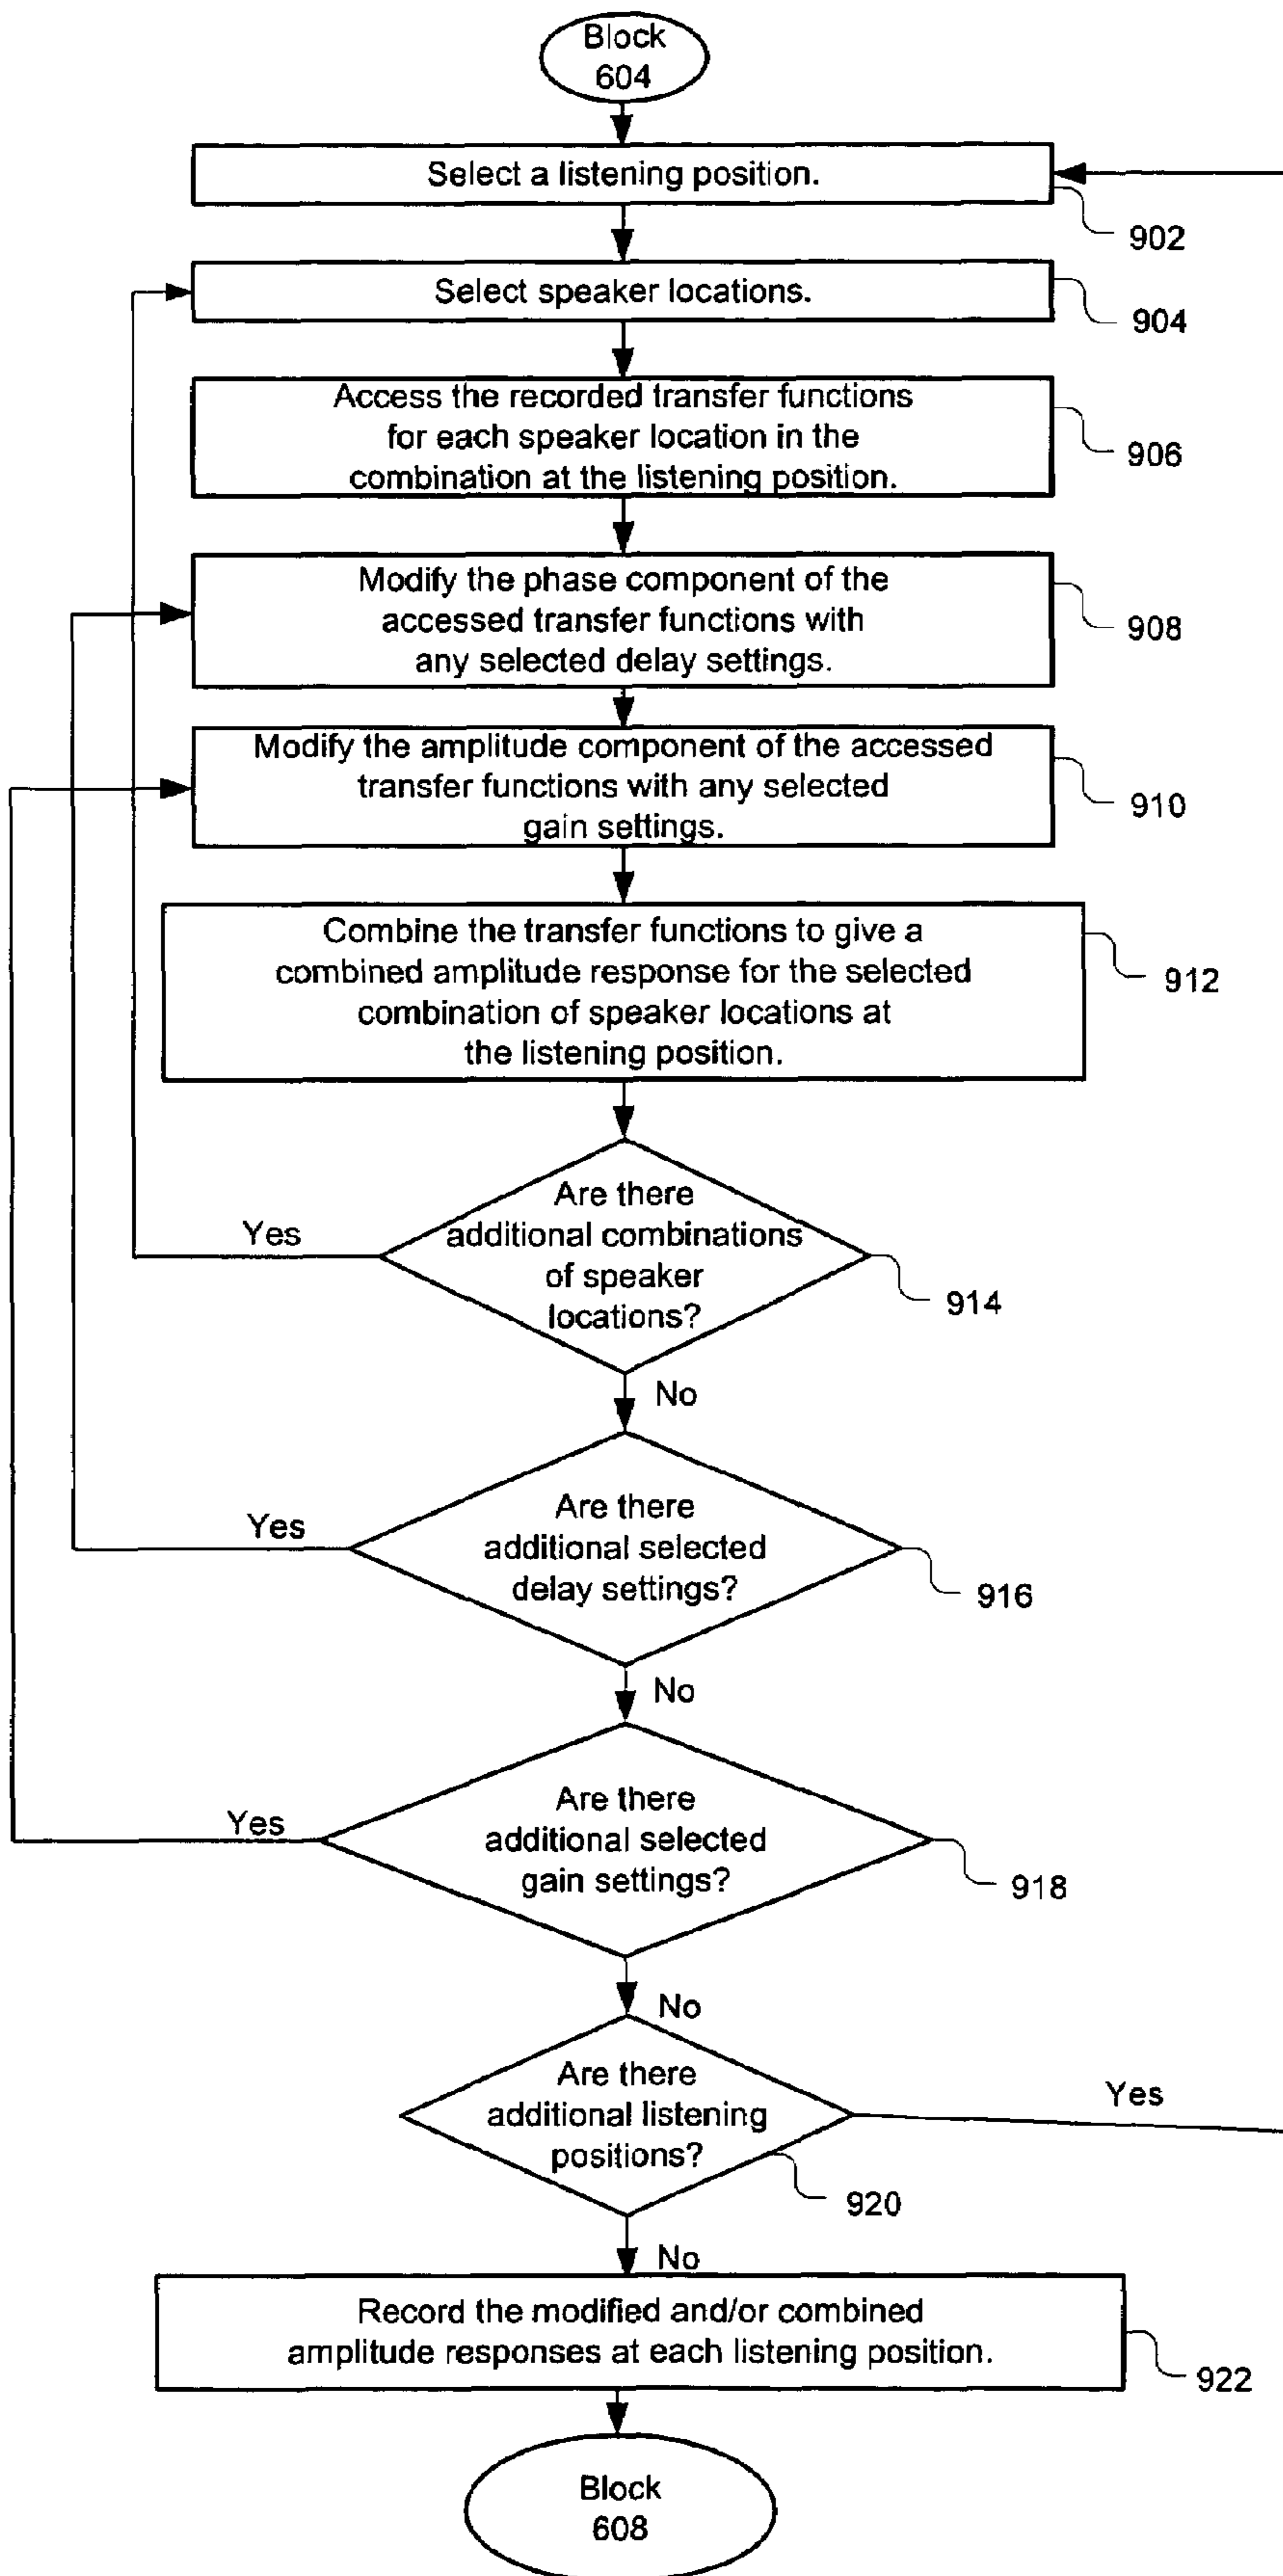 Block
604
Select a listening position.
902
Select speaker locations.
904
Access the recorded transfer functions
for each speaker location in the
combination at the listening position.
906
Modify the phase component of the
accessed transfer functions with
any selected delay settings.
908
Modify the amplitude component of the accessed
transfer functions with any selected
gain settings.
910
Combine the transfer functions to give a
combined amplitude response for the selected
combination of speaker locations at
the listening position.
912
Are there
additional combinations
of speaker
locations?
Yes
914
No
Are there
additional selected
delay settings?
Yes
916
No
Are there
additional selected
gain settings?
Yes
918
No
Are there
additional listening
positions?
Yes
920
No
Record the modified and/or combined
amplitude responses at each listening position.
922
Block
608